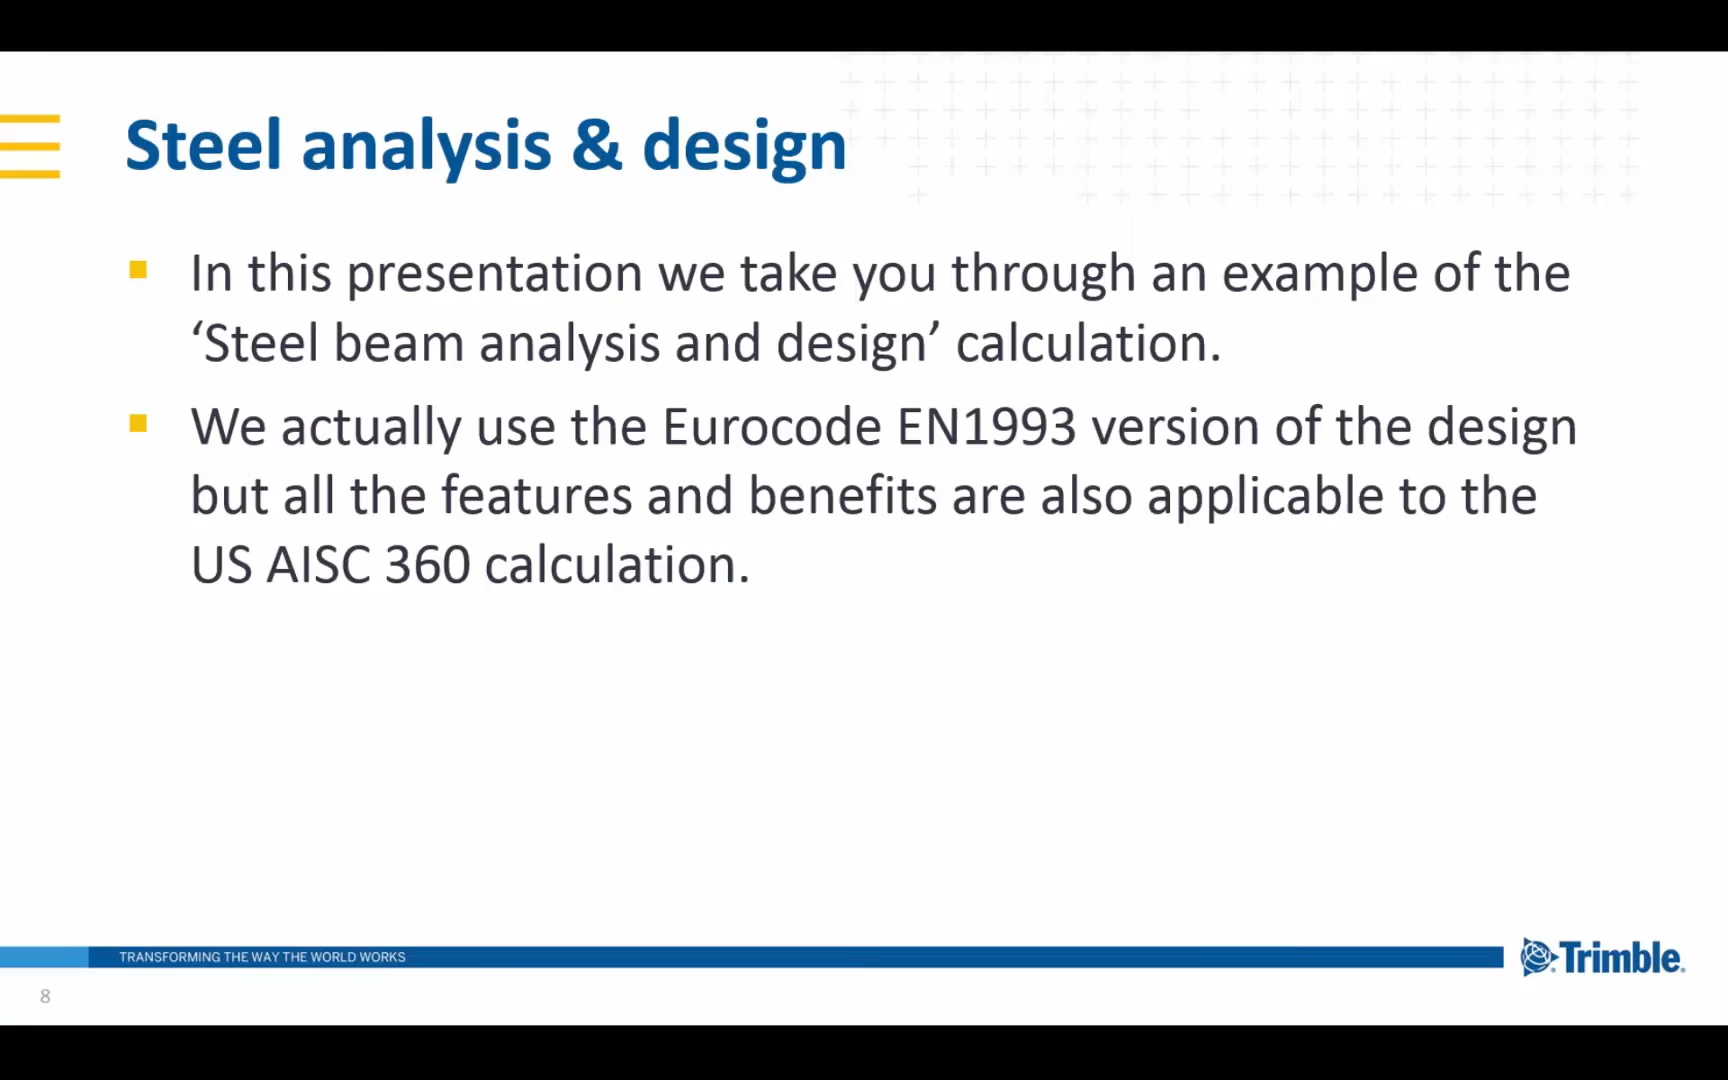 Steel analysis & design
In this presentation we take you through an example of the
‘Steel beam analysis and design’ calculation.
We actually use the Eurocode EN1993 version of the design
but all the features and benefits are also applicable to the
US AISC 360 calculation.
TRANSFORMING THE WAY THE WORLD WORKS
Trimble
8